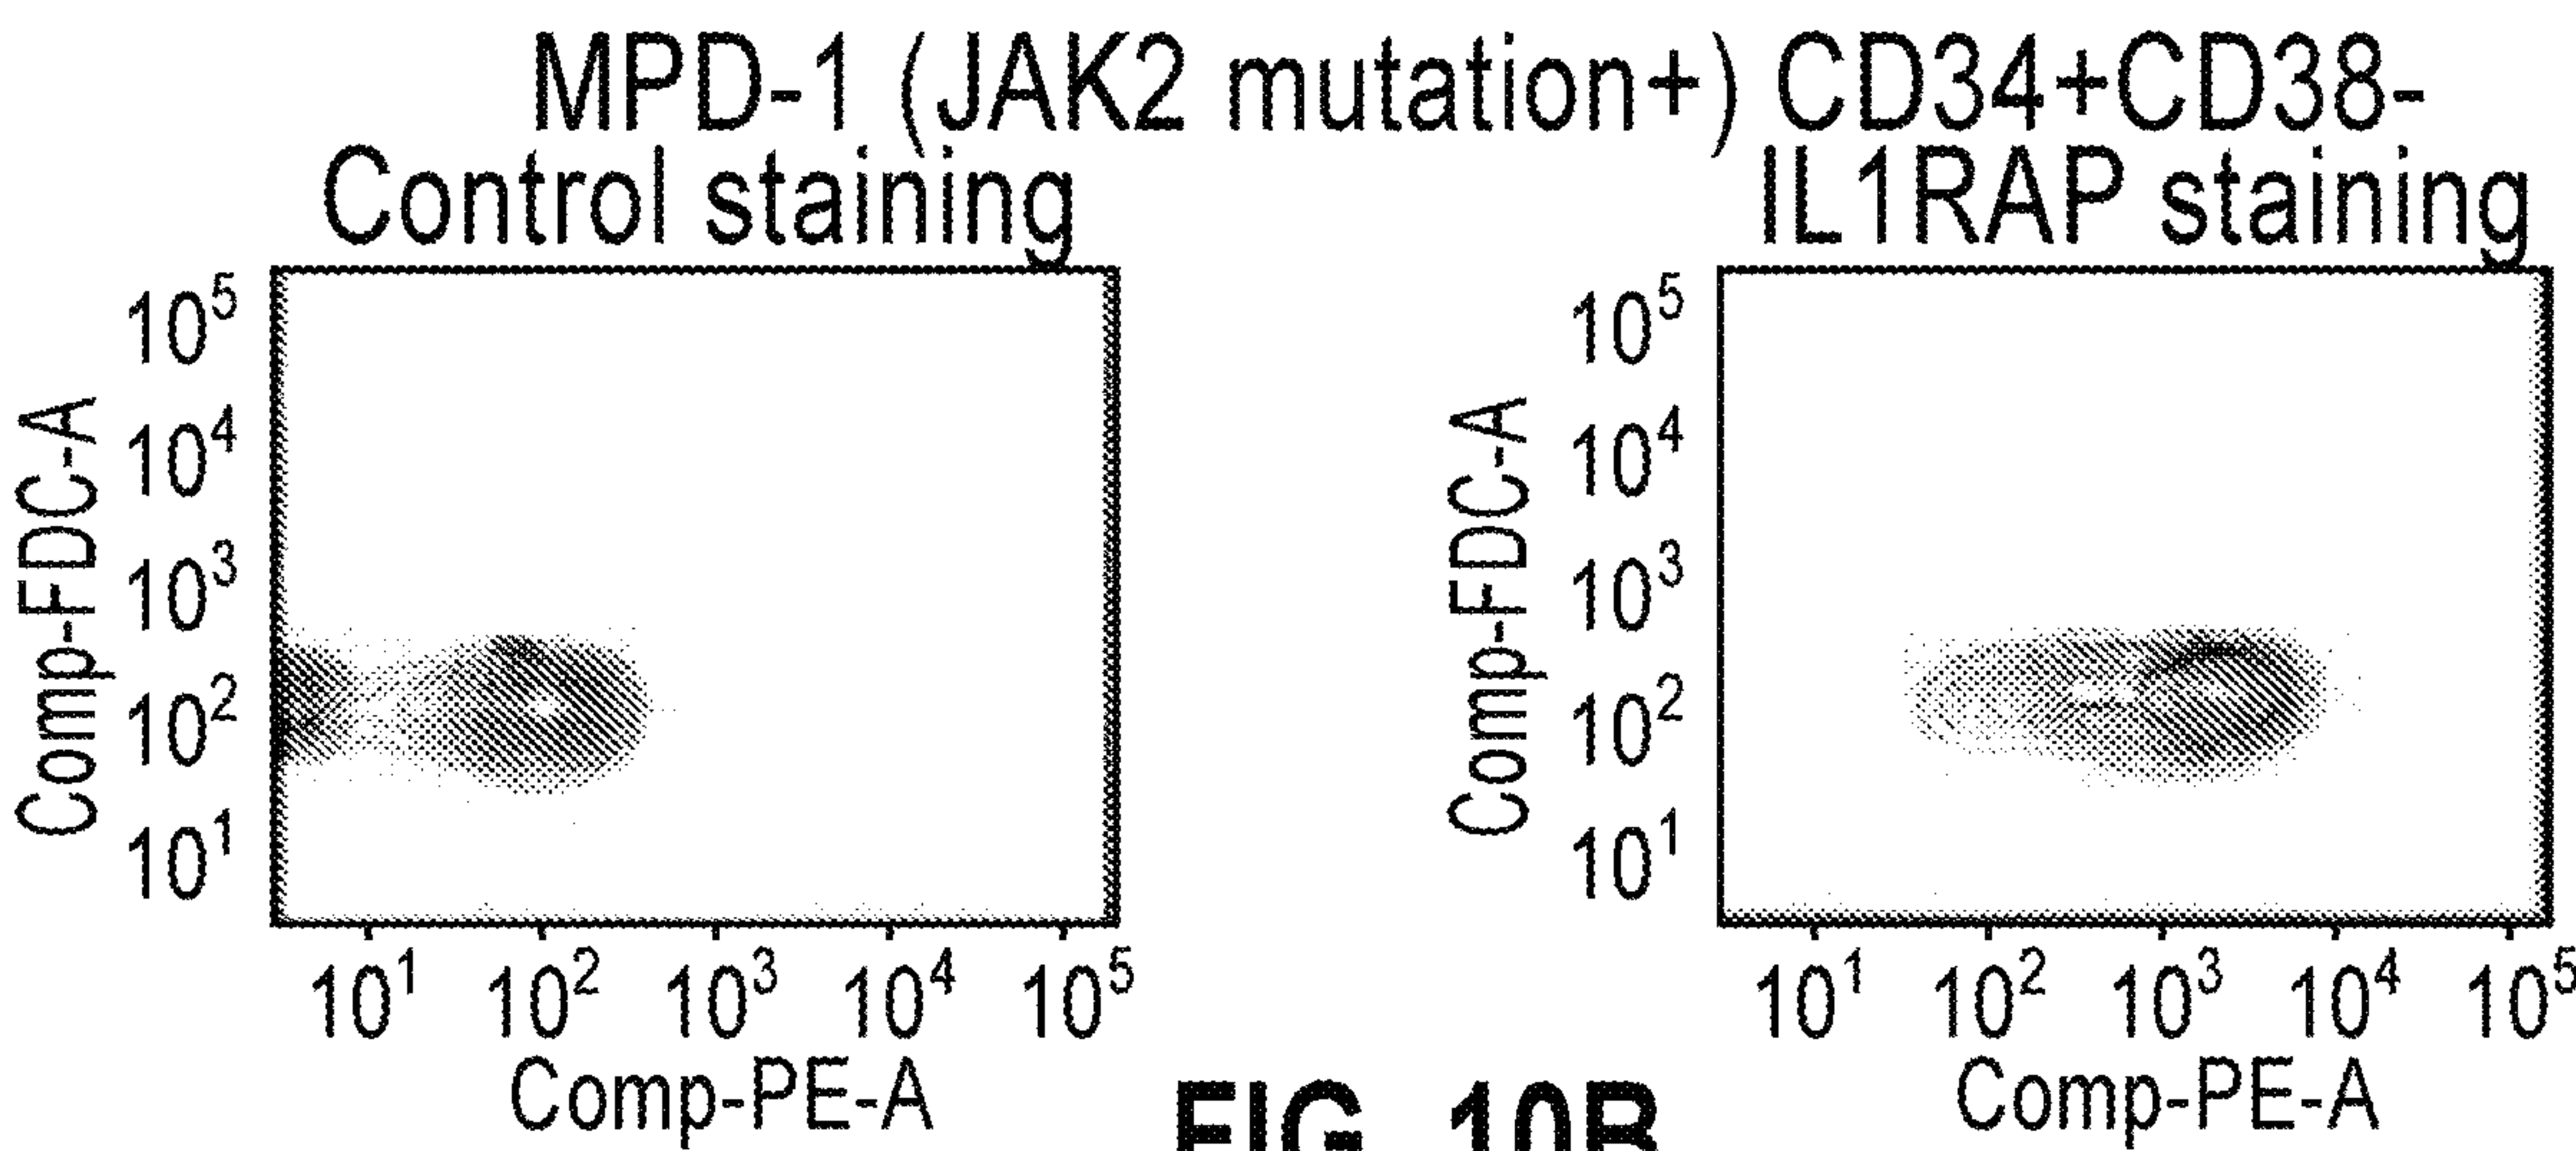 MPD-1 (JAK2 mutation+) CD34+CD38-
Control staining
IL1RAP staining
Comp-FDC-A
10^5
10^4
10^3
10^2
10^1
10^1 10^2 10^3 10^4 10^5
Comp-PE-A
Comp-FDC-A
10^5
10^4
10^3
10^2
10^1
10^1 10^2 10^3 10^4 10^5
Comp-PE-A
FIG. 10B